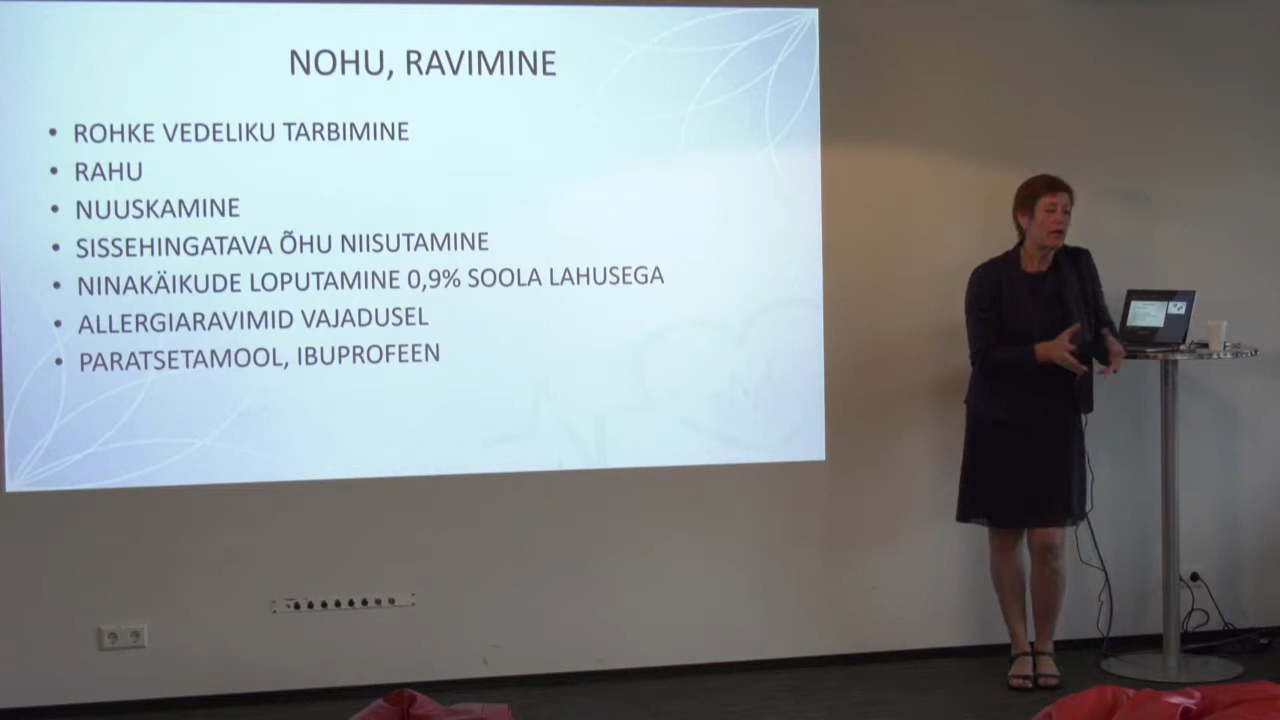 NOHU, RAVIMINE
• ROHKE VEDELIKU TARBIMINE
• RAHU
• NUUSKAMINE
• SISSEHINGATAVA ÕHU NIISUTAMINE
• NINAKÄIKUDE LOPUTAMINE 0,9% SOOLA LAHUSEGA
• ALLERGIARAVIMID VAJADUSEL
• PARATSETAMOOL, IBUPROFEEN